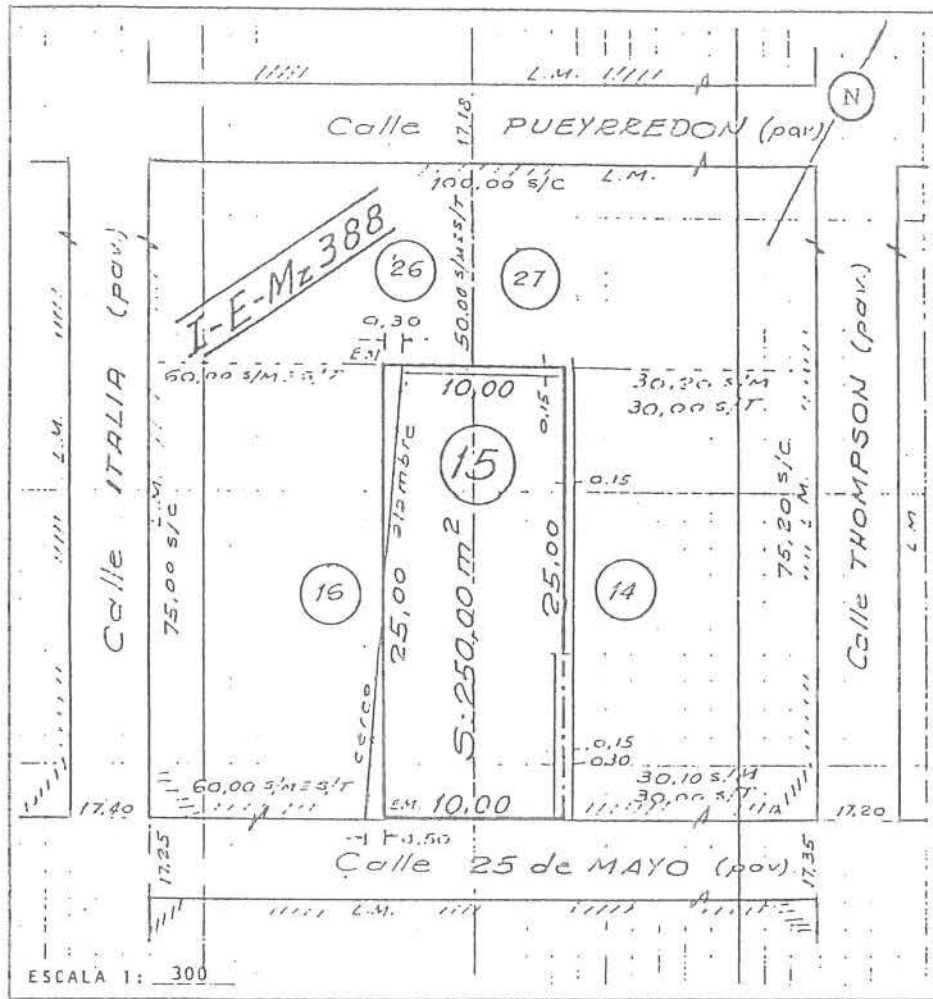 L.M.
Calle PUEYRREDON (pav)
17.18
N
100,00 s/c
L.M.
I-E-Mz 388
26
27
50.00 s/M=s/T
0,30
E.M
60,00 s/M=s/T
10,00
0.15
30,20 s/M
30,00 s/T.
Calle ITALIA (pav.)
L.M.
L.M.
75,00 s/c
15
0.15
16
25,00
alambre
cerco
S:250,00 m²
25,00
14
75,20 s/c
L.M.
Calle THOMPSON (pav.)
L.M
0,15
0.30
60,00 s/M=s/T
30,10 s/M
30,00 s/T.
17.40
E.M.
10.00
17,20
0.50
17.25
Calle 25 de MAYO (pav)
17.35
L.M.
ESCALA 1: 300